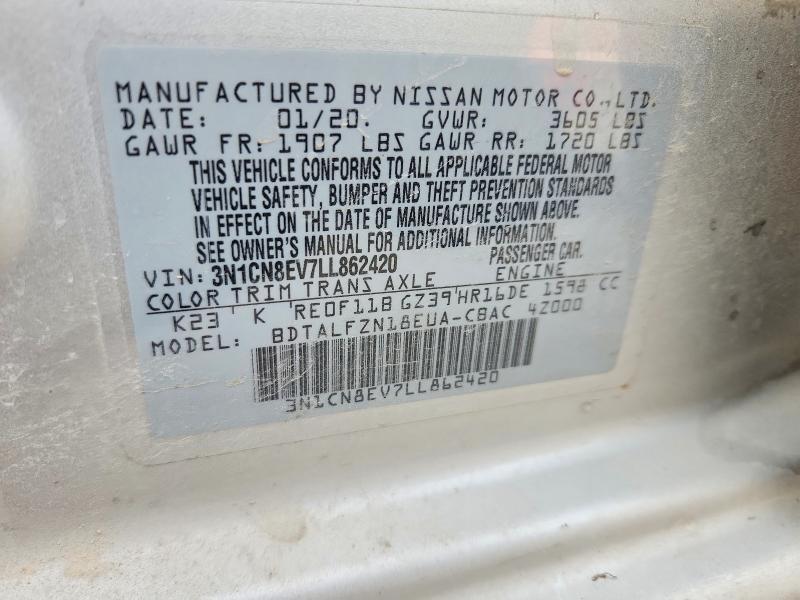 MANUFACTURED BY NISSAN MOTOR CO.,LTD.
DATE: 01/20. GVWR: 3605 LBS
GAWR FR: 1907 LBS GAWR RR: 1720 LBS
THIS VEHICLE CONFORMS TO ALL APPLICABLE FEDERAL MOTOR
VEHICLE SAFETY, BUMPER AND THEFT PREVENTION STANDARDS
IN EFFECT ON THE DATE OF MANUFACTURE SHOWN ABOVE.
SEE OWNER'S MANUAL FOR ADDITIONAL INFORMATION.
VIN: 3N1CN8EV7LL862420 PASSENGER CAR.
COLOR TRIM TRANS AXLE ENGINE
K23 K RE0F11B GZ39 HR16DE 1598 CC
MODEL: BDTALFZN18EUA-CBAC 4Z000
3N1CN8EV7LL862420